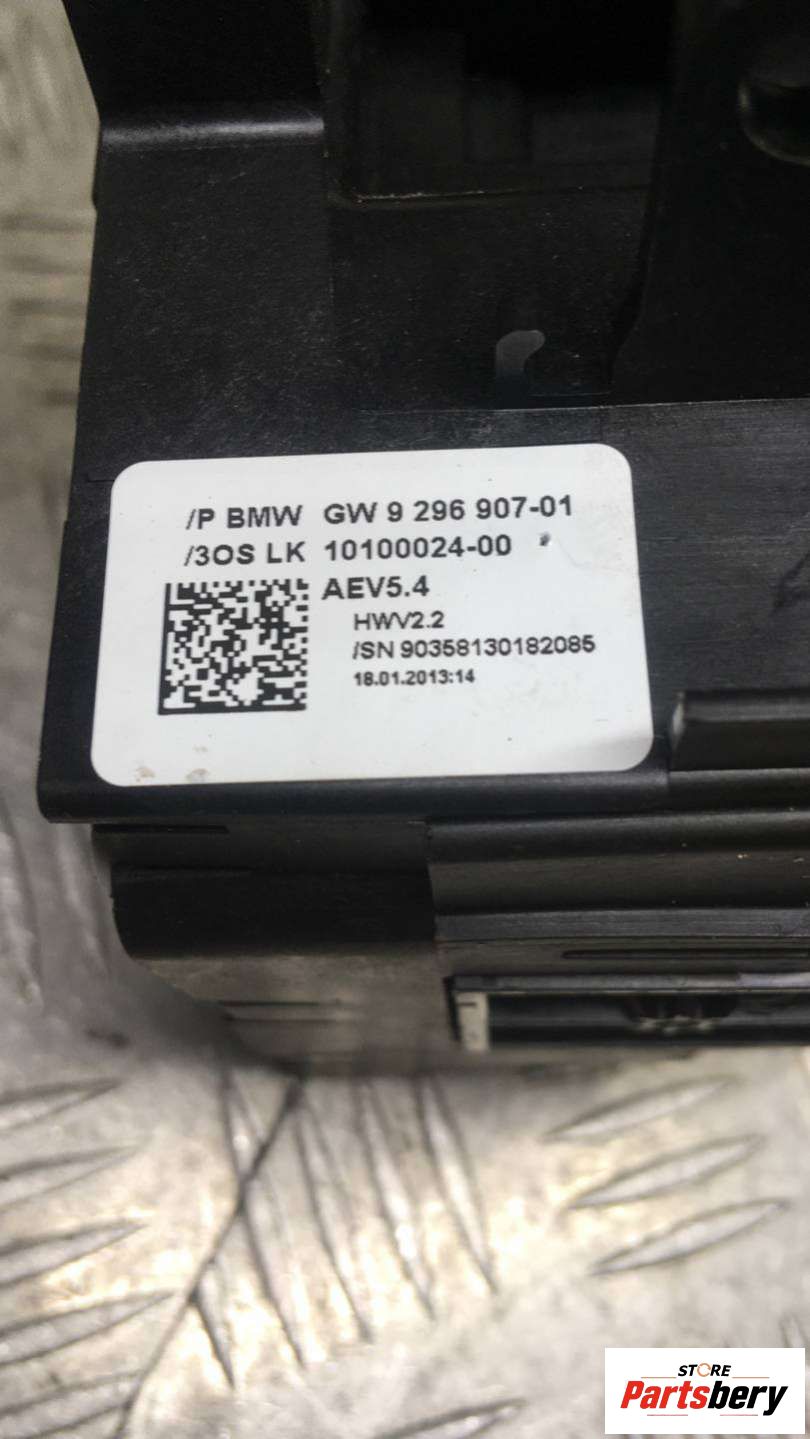 /P BMW GW 9 296 907-01
/3OS LK 10100024-00
AEV5.4
HWV2.2
/SN 90358130182085
18.01.2013:14
STORE
Partsbery